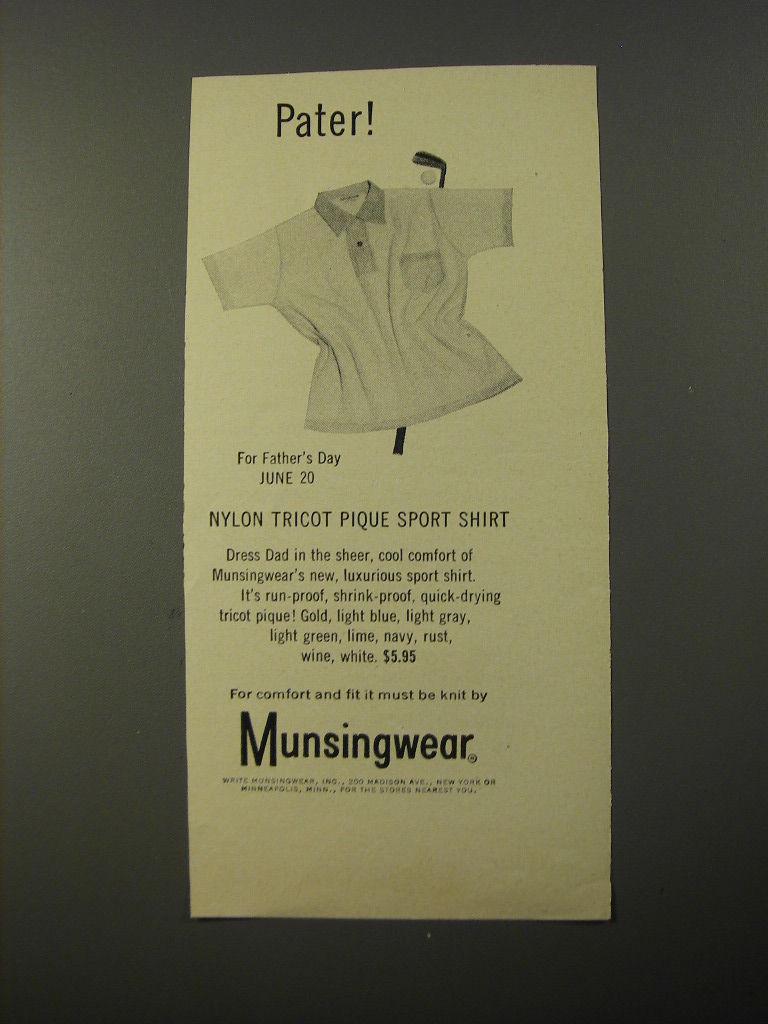 Pater!
For Father's Day
JUNE 20
NYLON TRICOT PIQUE SPORT SHIRT
Dress Dad in the sheer, cool comfort of
Munsingwear's new, luxurious sport shirt.
It's run-proof, shrink-proof, quick-drying
tricot pique! Gold, light blue, light gray,
light green, lime, navy, rust,
wine, white. $5.95
For comfort and fit it must be knit by
Munsingwear®
WRITE MUNSINGWEAR, INC., 200 MADISON AVE., NEW YORK OR
MINNEAPOLIS, MINN., FOR THE STORES NEAREST YOU.